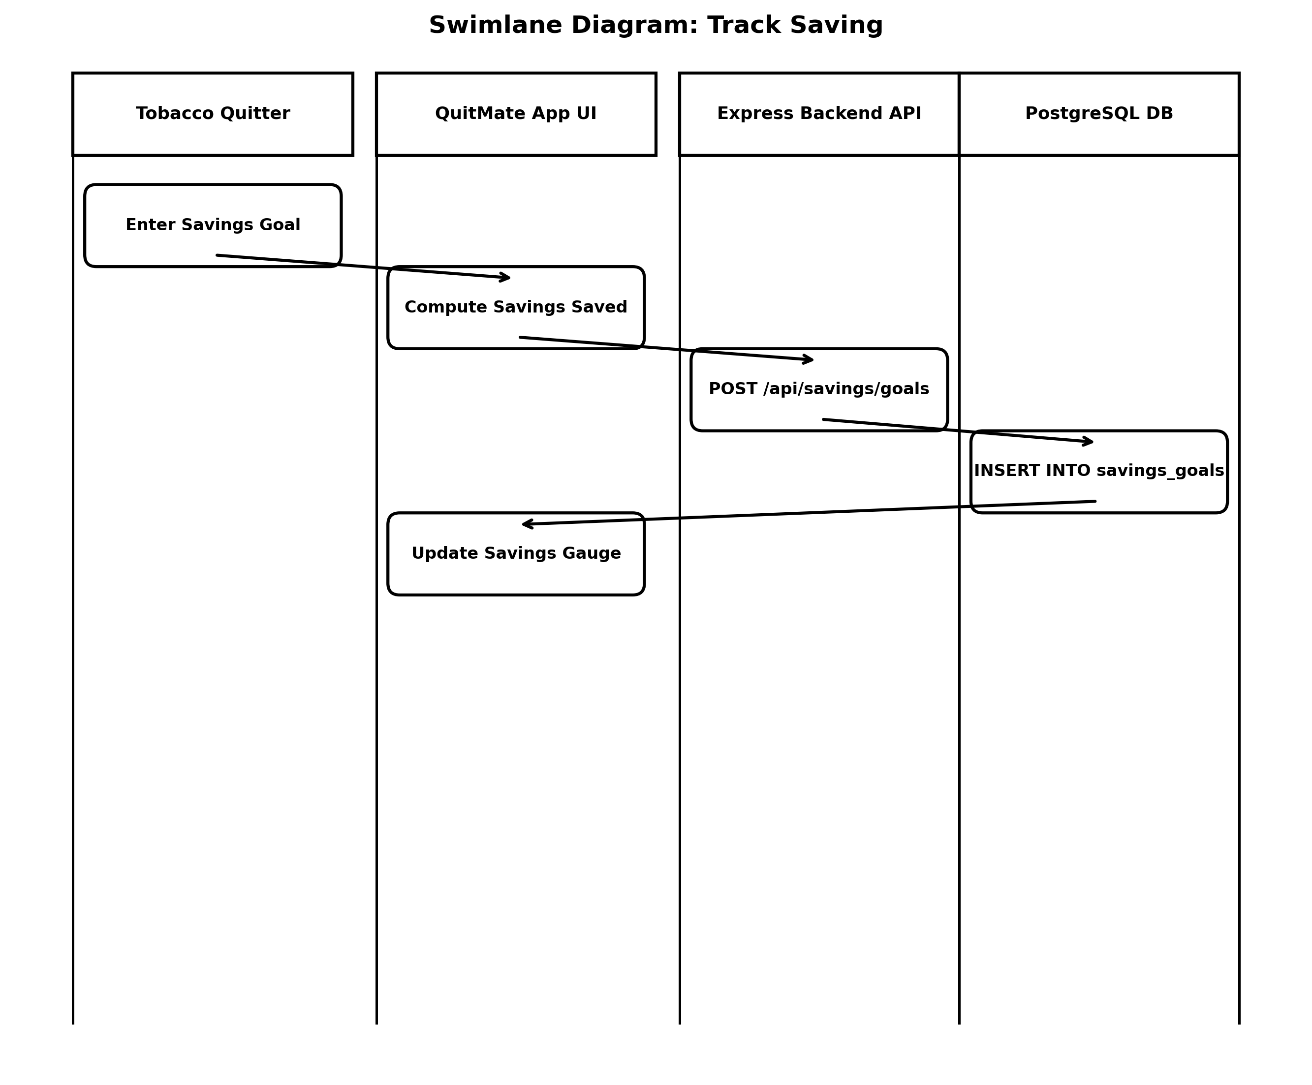 Swimlane Diagram: Track Saving
Tobacco Quitter
QuitMate App UI
Express Backend API
PostgreSQL DB
Enter Savings Goal
Compute Savings Saved
POST /api/savings/goals
INSERT INTO savings_goals
Update Savings Gauge